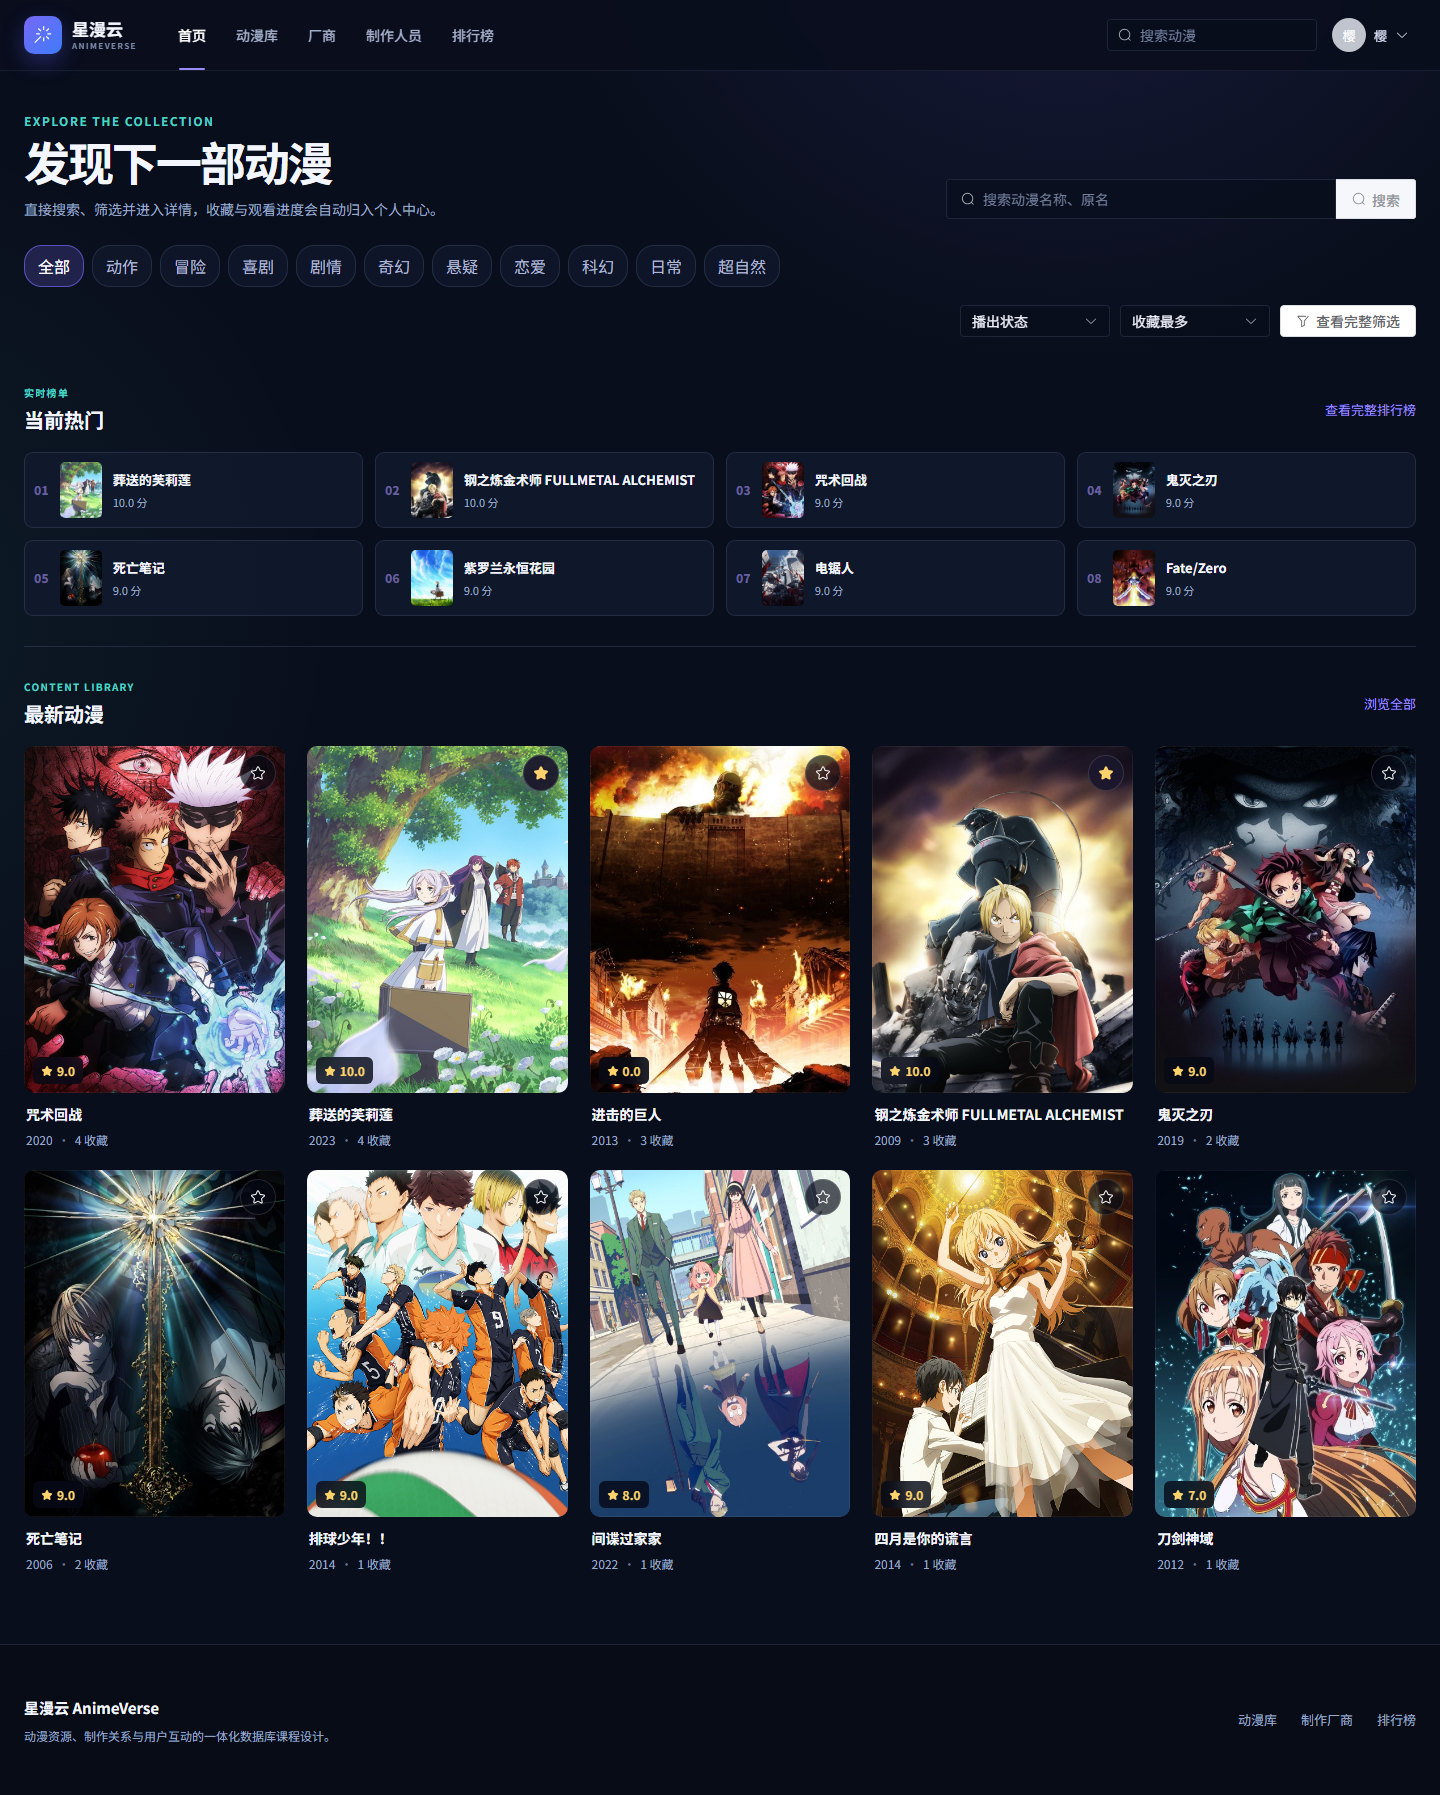 星漫云
ANIMEVERSE
首页 动漫库 厂商 制作人员 排行榜
搜索动漫
樱 樱
EXPLORE THE COLLECTION
发现下一部动漫
直接搜索、筛选并进入详情，收藏与观看进度会自动归入个人中心。
搜索动漫名称、原名 搜索
全部 动作 冒险 喜剧 剧情 奇幻 悬疑 恋爱 科幻 日常 超自然
播出状态 收藏最多 查看完整筛选
实时榜单
当前热门
查看完整排行榜
01 葬送的芙莉莲
10.0 分
02 钢之炼金术师 FULLMETAL ALCHEMIST
10.0 分
03 咒术回战
9.0 分
04 鬼灭之刃
9.0 分
05 死亡笔记
9.0 分
06 紫罗兰永恒花园
9.0 分
07 电锯人
9.0 分
08 Fate/Zero
9.0 分
CONTENT LIBRARY
最新动漫
浏览全部
9.0
咒术回战
2020 • 4 收藏
10.0
葬送的芙莉莲
2023 • 4 收藏
0.0
进击的巨人
2013 • 3 收藏
10.0
钢之炼金术师 FULLMETAL ALCHEMIST
2009 • 3 收藏
9.0
鬼灭之刃
2019 • 2 收藏
9.0
死亡笔记
2006 • 2 收藏
9.0
排球少年！！
2014 • 1 收藏
8.0
间谍过家家
2022 • 1 收藏
9.0
四月是你的谎言
2014 • 1 收藏
7.0
刀剑神域
2012 • 1 收藏
星漫云 AnimeVerse
动漫资源、制作关系与用户互动的一体化数据库课程设计。
动漫库 制作厂商 排行榜